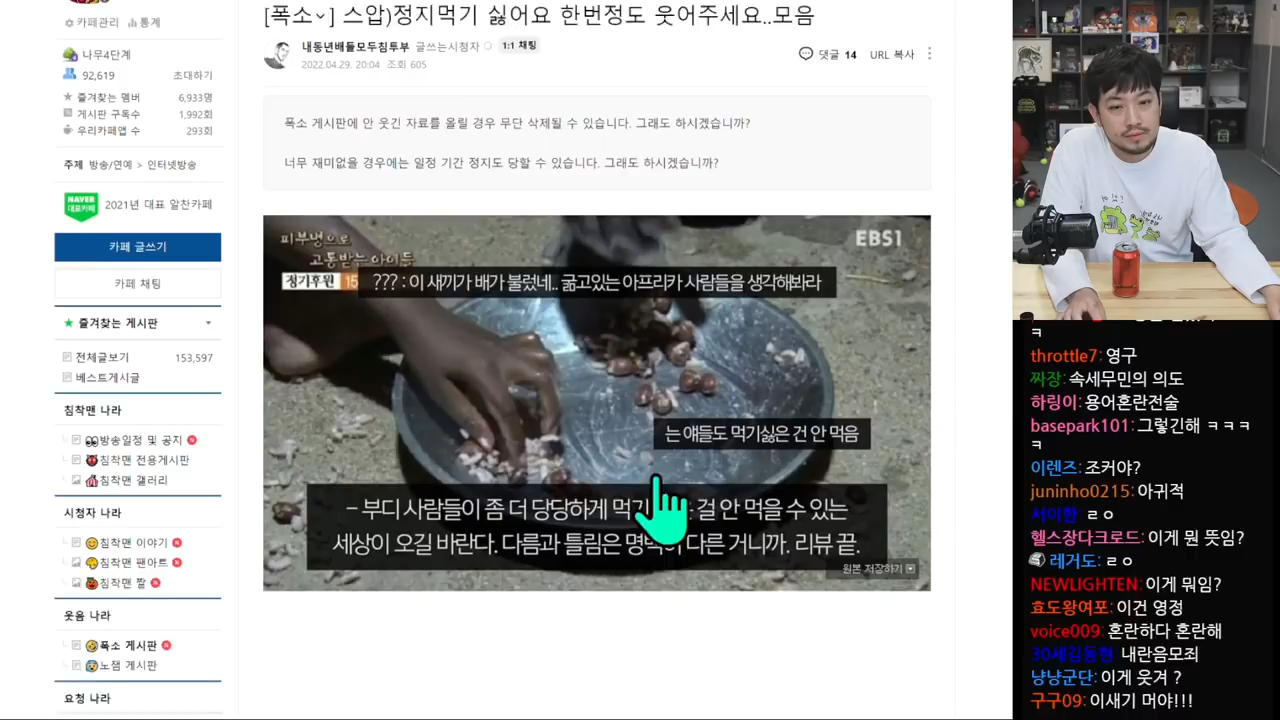 [폭소~] 스압)정지먹기 싫어요 한번정도 웃어주세요..모음
내동년배들모두침투부 글쓰는시청자 1:1 채팅
2022.04.29. 20:04 조회 605
댓글 14 URL 복사
폭소 게시판에 안 웃긴 자료를 올릴 경우 무단 삭제될 수 있습니다. 그래도 하시겠습니까?
너무 재미없을 경우에는 일정 기간 정지도 당할 수 있습니다. 그래도 하시겠습니까?
카페관리 통계
나무4단계
92,619 초대하기
즐겨찾는 멤버 6,933명
게시판 구독수 1,992회
우리카페앱 수 293회
주제 방송/연예 > 인터넷방송
NAVER
대표카페
2021년 대표 알찬카페
카페 글쓰기
카페 채팅
즐겨찾는 게시판
전체글보기 153,597
베스트게시글
침착맨 나라
방송일정 및 공지
침착맨 전용게시판
침착맨 갤러리
시청자 나라
침착맨 이야기
침착맨 팬아트
침착맨 짤
웃음 나라
폭소 게시판
노잼 게시판
요청 나라
피부병으로
고통받는 아이들
정기후원 15
EBS1
??? : 이 새끼가 배가 불렀네.. 굶고있는 아프리카 사람들을 생각해봐라
는 얘들도 먹기싫은 건 안 먹음
- 부디 사람들이 좀 더 당당하게 먹기 걸 안 먹을 수 있는
세상이 오길 바란다. 다름과 틀림은 명백이 다른 거니까. 리뷰 끝.
원본 저장하기
ㅋ
throttle7: 영구
짜장: 속세무민의 의도
하링이: 용어혼란전술
basepark101: 그렇긴해 ㅋㅋㅋ
ㅋ
이렌즈: 조커야?
juninho0215: 아귀적
서이한: ㄹㅇ
헬스장다크로드: 이게 뭔 뜻임?
레거도: ㄹㅇ
NEWLIGHTEN: 이게 뭐임?
효도왕여포: 이건 영정
voice009: 혼란하다 혼란해
30세김동현: 내란음모죄
냥냥군단: 이게 웃겨 ?
구구09: 이새기 머야!!!